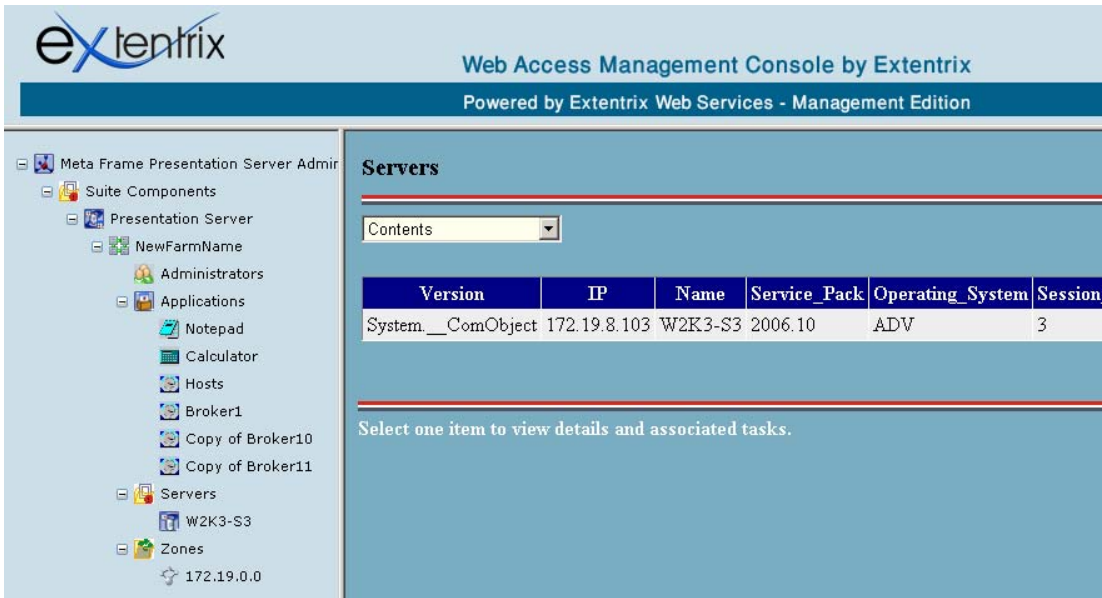 extentrix
Web Access Management Console by Extentrix
Powered by Extentrix Web Services - Management Edition
Meta Frame Presentation Server Admir
Suite Components
Presentation Server
NewFarmName
Administrators
Applications
Notepad
Calculator
Hosts
Broker1
Copy of Broker10
Copy of Broker11
Servers
W2K3-S3
Zones
172.19.0.0
Servers
Contents
Version IP Name Service_Pack Operating_System Session_
System.__ComObject 172.19.8.103 W2K3-S3 2006.10 ADV 3
Select one item to view details and associated tasks.